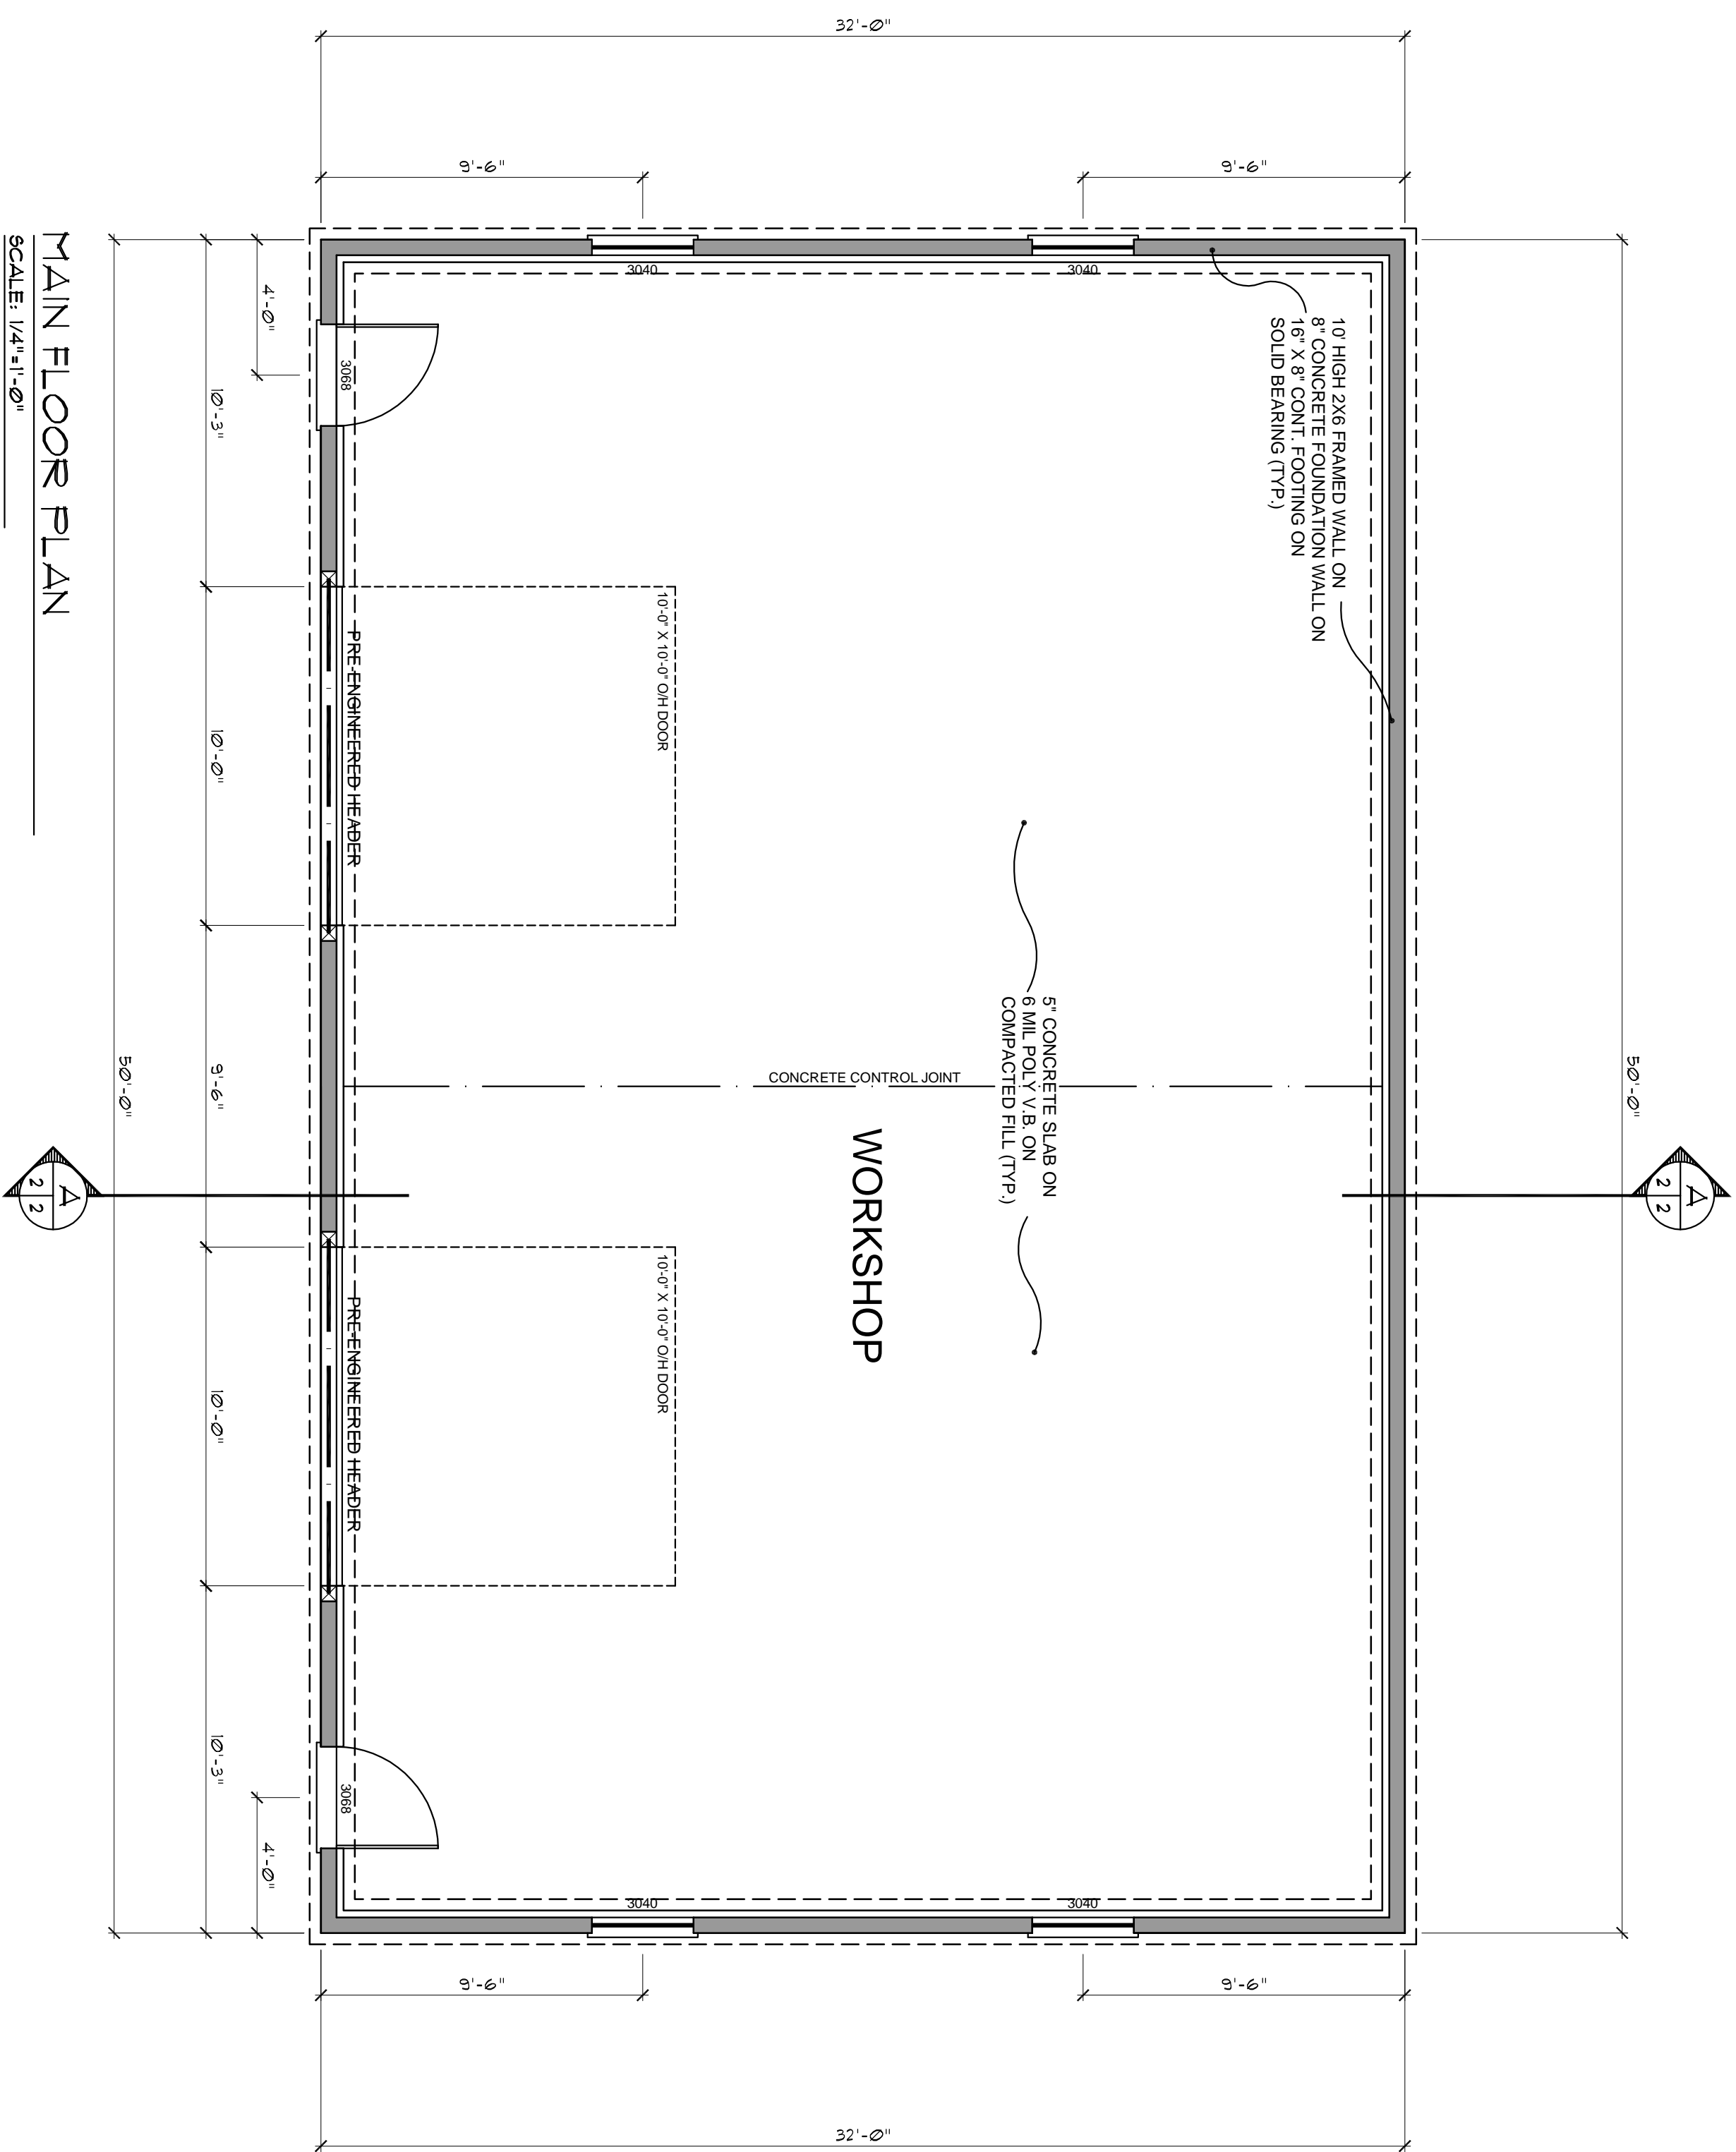 A
2 2
50'-0"
32'-0"
9'-6"
9'-6"
10' HIGH 2X6 FRAMED WALL ON
8" CONCRETE FOUNDATION WALL ON
16" X 8" CONT. FOOTING ON
SOLID BEARING (TYP.)
3040
3040
5" CONCRETE SLAB ON
6 MIL POLY V.B. ON
COMPACTED FILL (TYP.)
CONCRETE CONTROL JOINT
WORKSHOP
3040
3040
9'-6"
9'-6"
32'-0"
10'-0" X 10'-0" O/H DOOR
10'-0" X 10'-0" O/H DOOR
3068
PRE-ENGINEERED HEADER
PRE-ENGINEERED HEADER
3068
4'-0"
4'-0"
10'-3"
10'-0"
9'-6"
10'-0"
10'-3"
50'-0"
A
2 2
MAIN FLOOR PLAN
SCALE: 1/4"=1'-0"